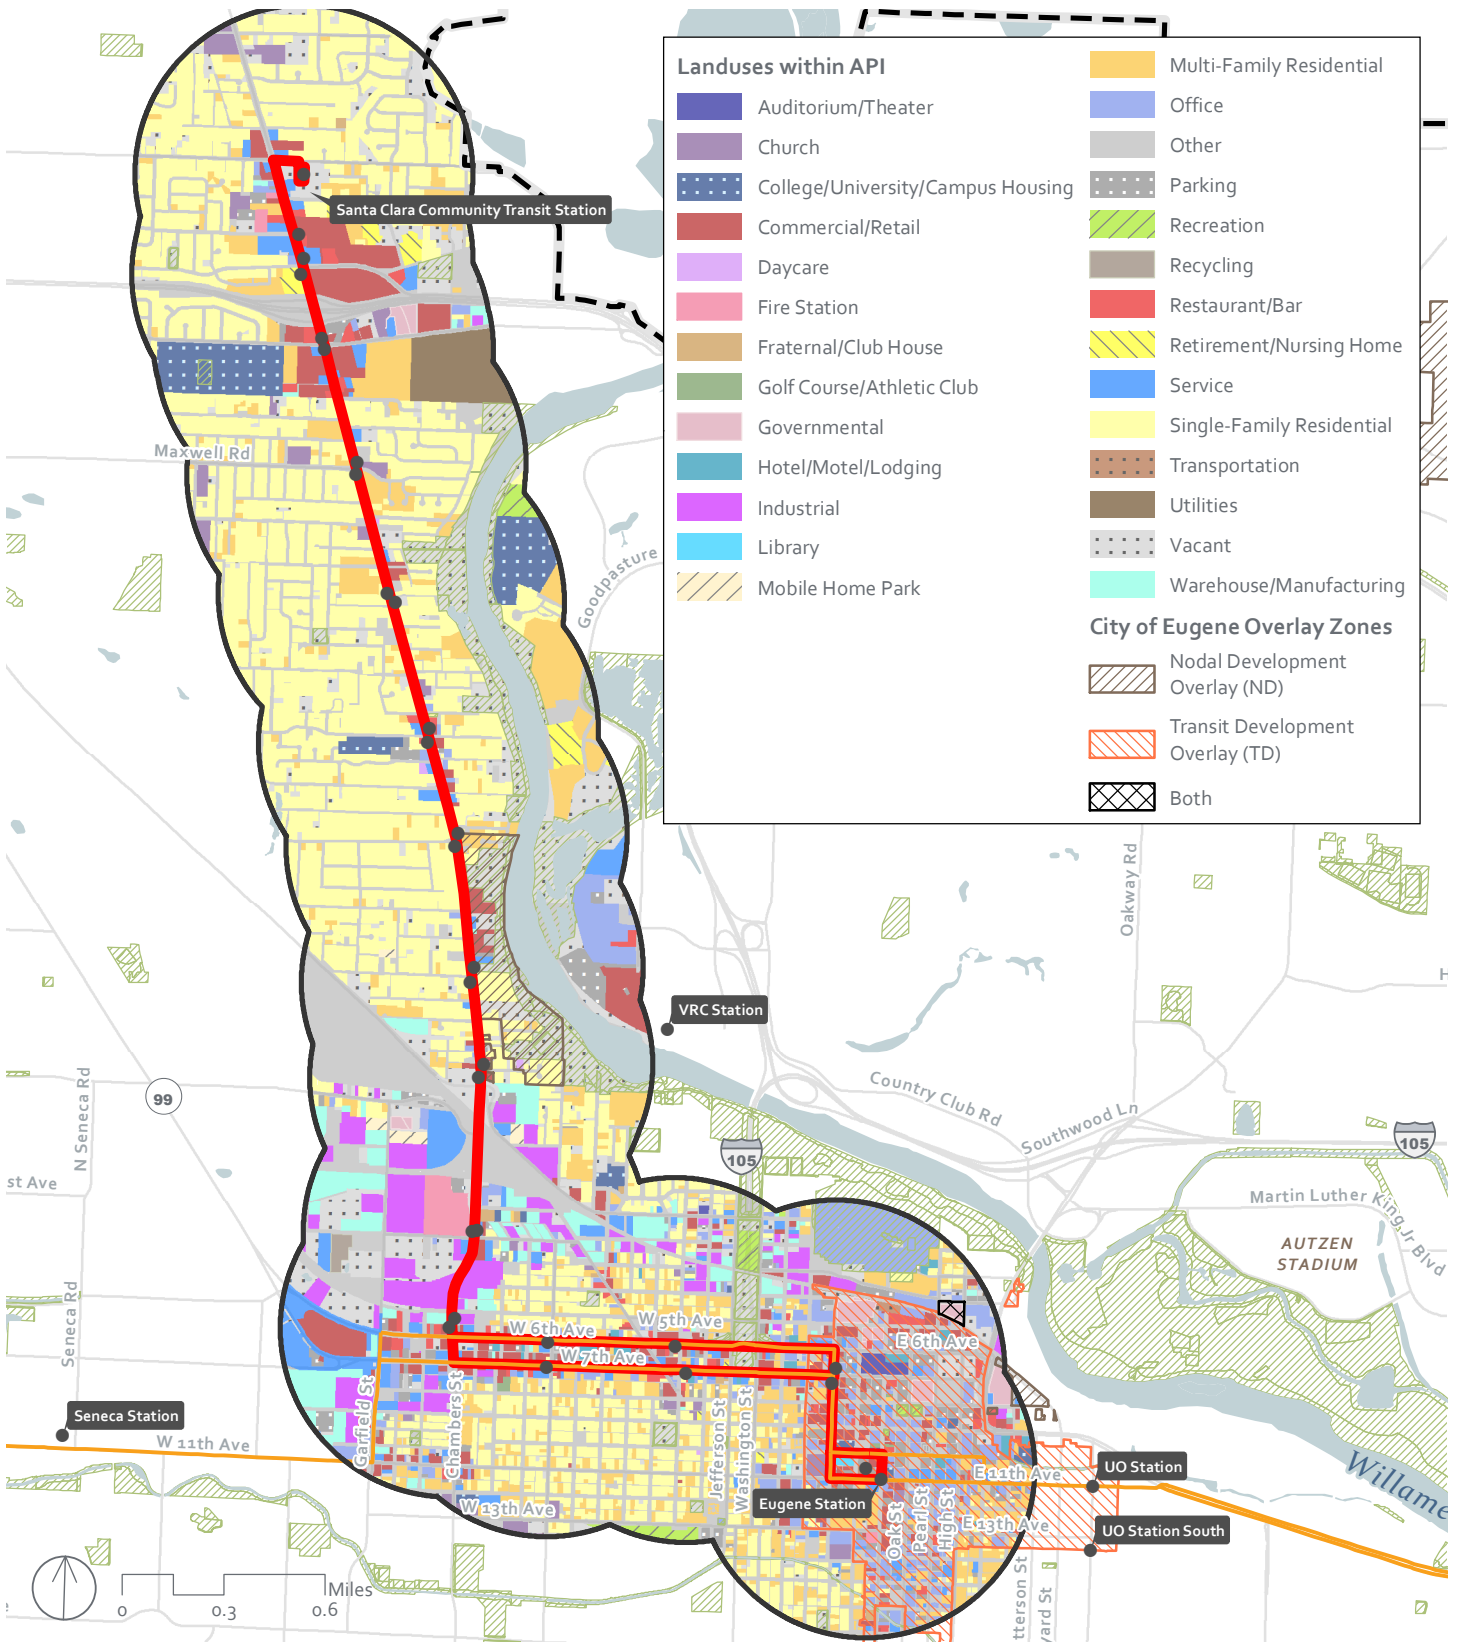 Landuses within API
Auditorium/Theater
Church
College/University/Campus Housing
Commercial/Retail
Daycare
Fire Station
Fraternal/Club House
Golf Course/Athletic Club
Governmental
Hotel/Motel/Lodging
Industrial
Library
Mobile Home Park
Multi-Family Residential
Office
Other
Parking
Recreation
Recycling
Restaurant/Bar
Retirement/Nursing Home
Service
Single-Family Residential
Transportation
Utilities
Vacant
Warehouse/Manufacturing
City of Eugene Overlay Zones
Nodal Development
Overlay (ND)
Transit Development
Overlay (TD)
Both
Santa Clara Community Transit Station
Maxwell Rd
Goodpasture
Oakway Rd
H
VRC Station
Country Club Rd
Southwood Ln
99
105
105
N Seneca Rd
st Ave
Martin Luther King Jr Blvd
AUTZEN
STADIUM
Seneca Rd
W 6th Ave
W 5th Ave
W 7th Ave
E 6th Ave
Garfield St
Chambers St
Jefferson St
Washington St
Seneca Station
W 11th Ave
E 11th Ave
UO Station
Eugene Station
W 13th Ave
E 13th Ave
UO Station South
Oak St
Pearl St
High St
tterson St
yard St
Willame
Miles
0
0.3
0.6